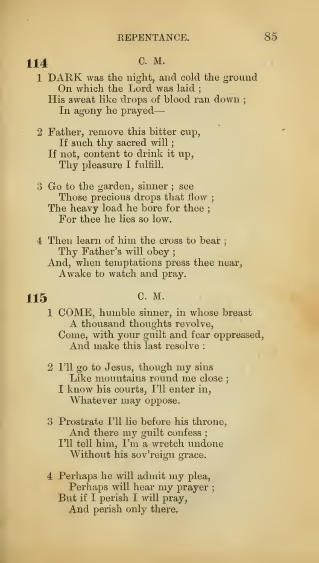 REPENTANCE. 85
114 C. M.
1 DARK was the night, and cold the ground
On which the Lord was laid ;
His sweat like drops of blood ran down ;
In agony he prayed—
2 Father, remove this bitter cup,
If such thy sacred will ;
If not, content to drink it up,
Thy pleasure I fulfill.
3 Go to the garden, sinner ; see
Those precious drops that flow ;
The heavy load he bore for thee ;
For thee he lies so low.
4 Then learn of him the cross to bear ;
Thy Father's will obey ;
And, when temptations press thee near,
Awake to watch and pray.
115 C. M.
1 COME, humble sinner, in whose breast
A thousand thoughts revolve,
Come, with your guilt and fear oppressed,
And make this last resolve :
2 I'll go to Jesus, though my sins
Like mountains round me close ;
I know his courts, I'll enter in,
Whatever may oppose.
3 Prostrate I'll lie before his throne,
And there my guilt confess ;
I'll tell him, I'm a wretch undone
Without his sov'reign grace.
4 Perhaps he will admit my plea,
Perhaps will hear my prayer ;
But if I perish I will pray,
And perish only there.